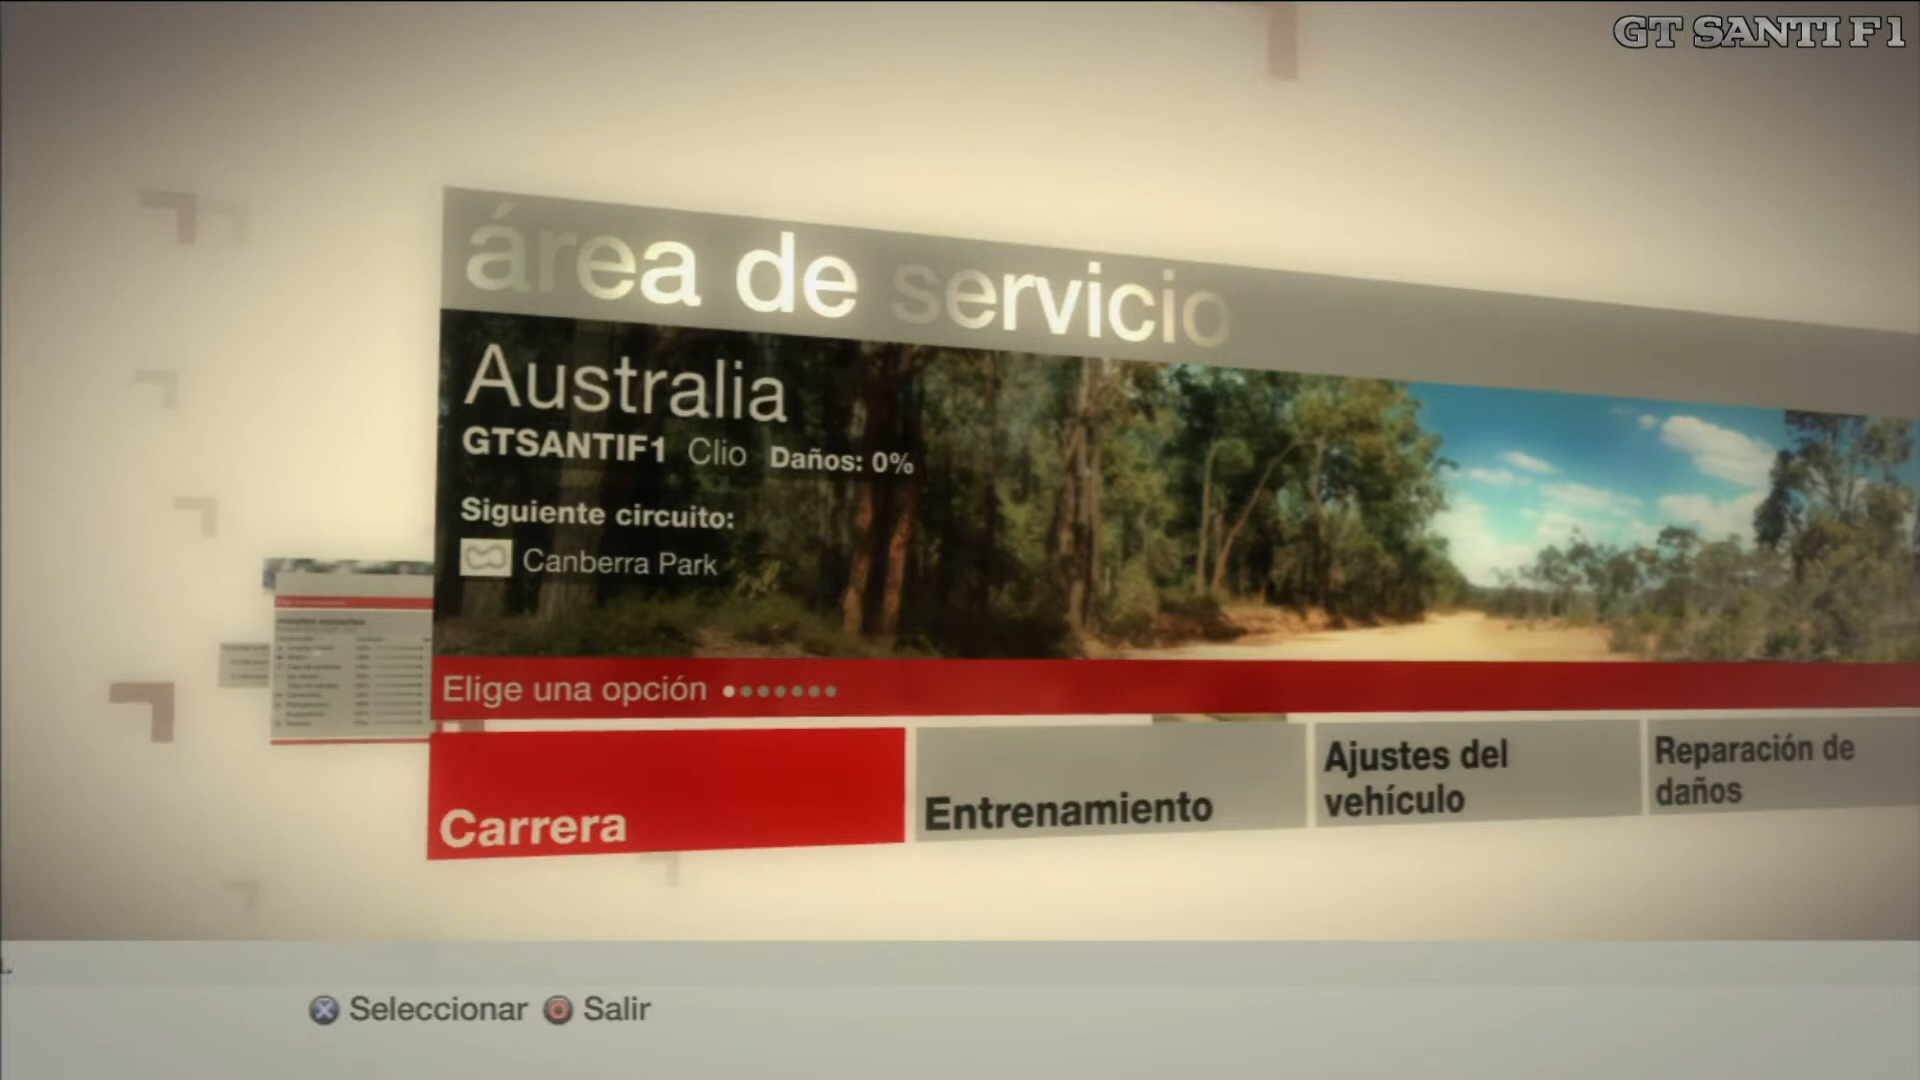 GT SANTI F1
área de servicio
Australia
GTSANTIF1 Clio Daños: 0%
Siguiente circuito:
Canberra Park
Elige una opción
Carrera
Entrenamiento
Ajustes del
vehículo
Reparación de
daños
Seleccionar Salir